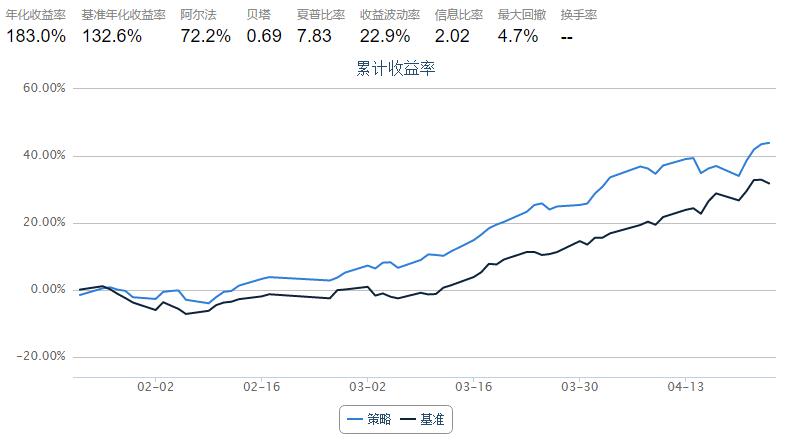 年化收益率 基准年化收益率 阿尔法 贝塔 夏普比率 收益波动率 信息比率 最大回撤 换手率
183.0% 132.6% 72.2% 0.69 7.83 22.9% 2.02 4.7% --
累计收益率
60.00%
40.00%
20.00%
0.00%
-20.00%
02-02 02-16 03-02 03-16 03-30 04-13
策略 基准